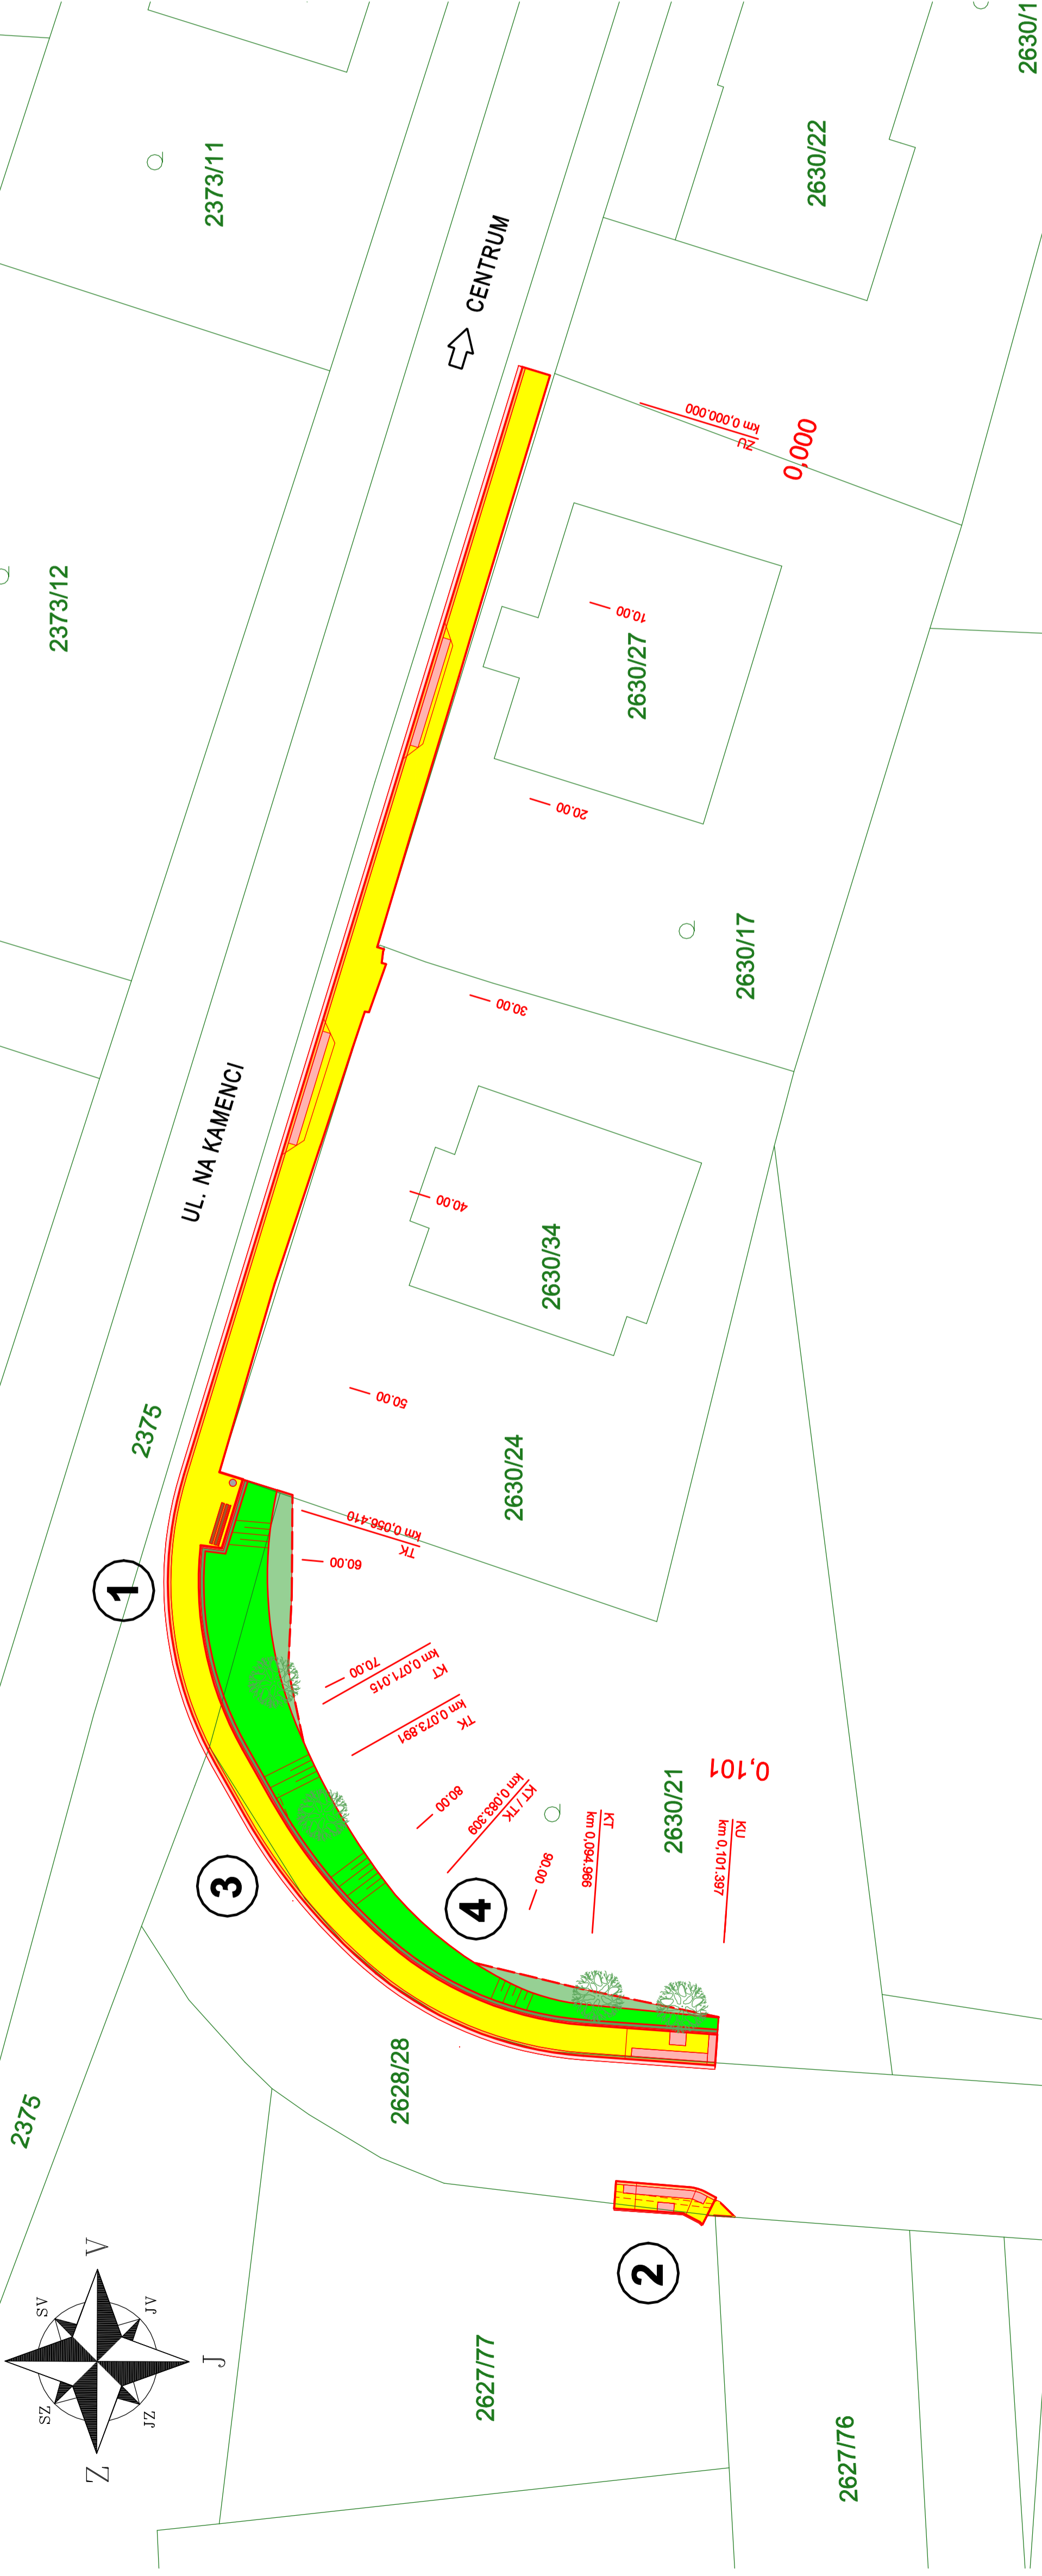 2630/1
2373/11
2630/22
CENTRUM
ZU
km 0,000.000
0,000
2373/12
10.00
2630/27
20.00
2630/17
30.00
UL. NA KAMENCI
40.00
2630/34
50.00
2375
2630/24
TK
km 0,056.410
60.00
1
70.00
KT
km 0,071.015
TK
km 0,073.891
80.00
KT / TK
km 0,083.309
2630/21
0,101
90.00
KT
km 0,094.966
KU
km 0,101.397
3
4
2375
2628/28
2
V
SV
JV
J
SZ
JZ
Z
2627/77
2627/76